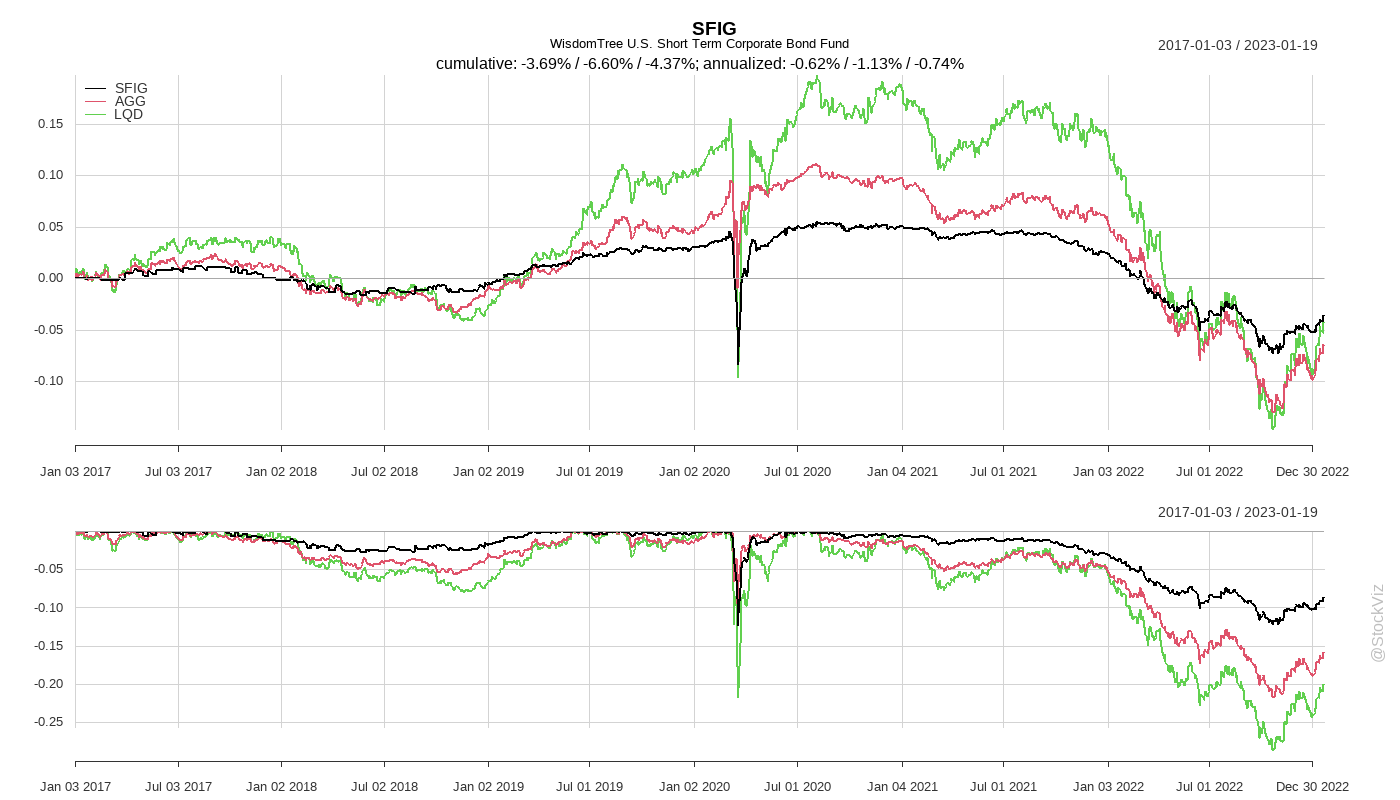 SFIG
WisdomTree U.S. Short Term Corporate Bond Fund
2017-01-03 / 2023-01-19
cumulative: -3.69% / -6.60% / -4.37%; annualized: -0.62% / -1.13% / -0.74%
SFIG
AGG
LQD
0.15
0.10
0.05
0.00
-0.05
-0.10
Jan 03 2017 Jul 03 2017 Jan 02 2018 Jul 02 2018 Jan 02 2019 Jul 01 2019 Jan 02 2020 Jul 01 2020 Jan 04 2021 Jul 01 2021 Jan 03 2022 Jul 01 2022 Dec 30 2022
2017-01-03 / 2023-01-19
-0.05
-0.10
-0.15
-0.20
-0.25
Jan 03 2017 Jul 03 2017 Jan 02 2018 Jul 02 2018 Jan 02 2019 Jul 01 2019 Jan 02 2020 Jul 01 2020 Jan 04 2021 Jul 01 2021 Jan 03 2022 Jul 01 2022 Dec 30 2022
@StockViz